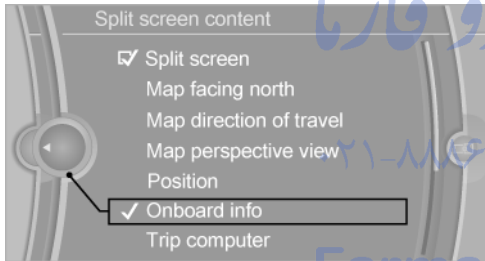 Split screen content
Split screen
Map facing north
Map direction of travel
Map perspective view
Position
Onboard info
Trip computer